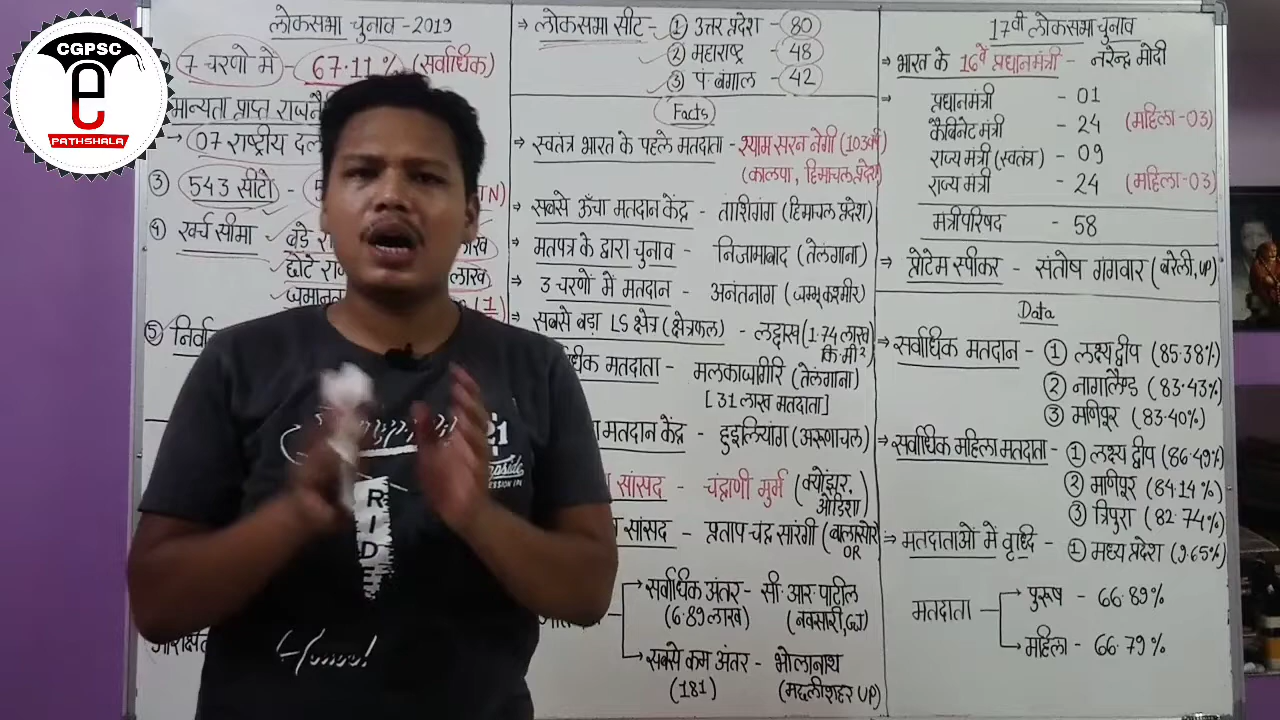 CGPSC
e
PATHSHALA
लोकसभा चुनाव -2019
7 चरणो में - 67.11% (सर्वाधिक)
मान्यता प्राप्त
07 राष्ट्रीय दल
③ 543 सीटो -
④ खर्च सीमा
बड़े
छोटे
लाख
जमानत
⑤
लोकसभा सीट - ① उत्तर प्रदेश - 80
② महाराष्ट्र - 48
③ पं बंगाल - 42
Facts
स्वतंत्र भारत के पहले मतदाता - श्याम सरन नेगी (103 वर्ष)
(कालपा, हिमाचल प्रदेश)
सबसे ऊँचा मतदान केंद्र - ताशिगंग (हिमाचल प्रदेश)
मतपत्र के द्वारा चुनाव - निजामाबाद (तेलंगाना)
3 चरणों में मतदान - अनंतनाग (जम्मू कश्मीर)
सबसे बड़ा LS क्षेत्र (क्षेत्रफल) - लद्दाख (1.74 लाख
कि मी²)
मतदाता - मलकाजगिरि (तेलंगाना)
[31 लाख मतदाता]
मतदान केंद्र - हुइलियांग (अरूणाचल)
सांसद - चंद्राणी मुर्मू (क्योंझर,
ओडिशा)
सांसद - प्रताप चंद्र सारंगी (बालासोर
OR
सर्वाधिक अंतर - सी. आर. पाटील
(6.89 लाख) (नवसारी, GJ)
सबसे कम अंतर - भोलानाथ
(181) (मछलीशहर UP)
17वी लोकसभा चुनाव
भारत के 16वें प्रधानमंत्री - नरेन्द्र मोदी
प्रधानमंत्री - 01
कैबिनेट मंत्री - 24 (महिला-03)
राज्य मंत्री (स्वतंत्र) - 09
राज्य मंत्री - 24 (महिला-03)
मंत्रीपरिषद - 58
प्रोटेम स्पीकर - संतोष गंगवार (बरेली, UP)
Data
सर्वाधिक मतदान - ① लक्ष्य द्वीप (85.38%)
② नागालैण्ड (83.43%)
③ मणिपूर (83.40%)
सर्वाधिक महिला मतदाता - ① लक्ष्य द्वीप (86.49%)
② मणिपूर (84.14%)
③ त्रिपुरा (82.74%)
मतदाताओं में वृध्दि - ① मध्य प्रदेश (9.65%)
मतदाता
पुरूष - 66.89%
महिला - 66.79%
RIDE